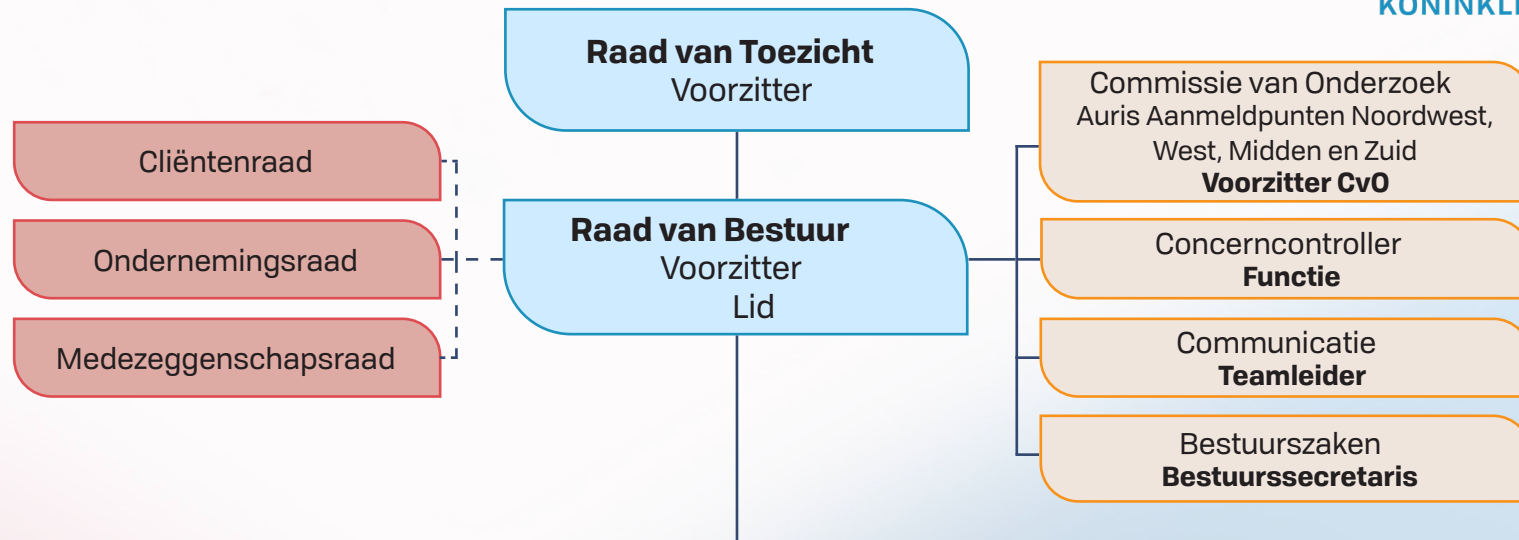 KONINKL
Raad van Toezicht
Voorzitter
Cliëntenraad
Ondernemingsraad
Medezeggenschapsraad
Raad van Bestuur
Voorzitter
Lid
Commissie van Onderzoek
Auris Aanmeldpunten Noordwest,
West, Midden en Zuid
Voorzitter CvO
Concerncontroller
Functie
Communicatie
Teamleider
Bestuurszaken
Bestuurssecretaris